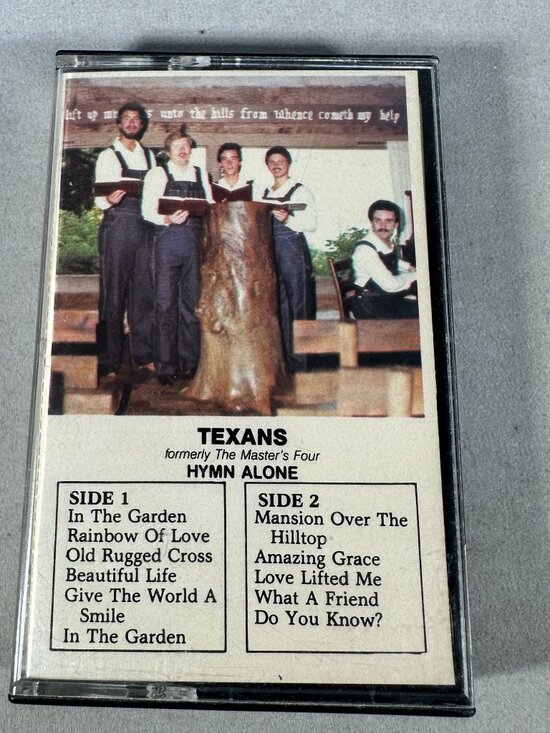 lift up m s unto the hills from whence cometh my help
TEXANS
formerly The Master's Four
HYMN ALONE
SIDE 1
In The Garden
Rainbow Of Love
Old Rugged Cross
Beautiful Life
Give The World A
Smile
In The Garden
SIDE 2
Mansion Over The
Hilltop
Amazing Grace
Love Lifted Me
What A Friend
Do You Know?